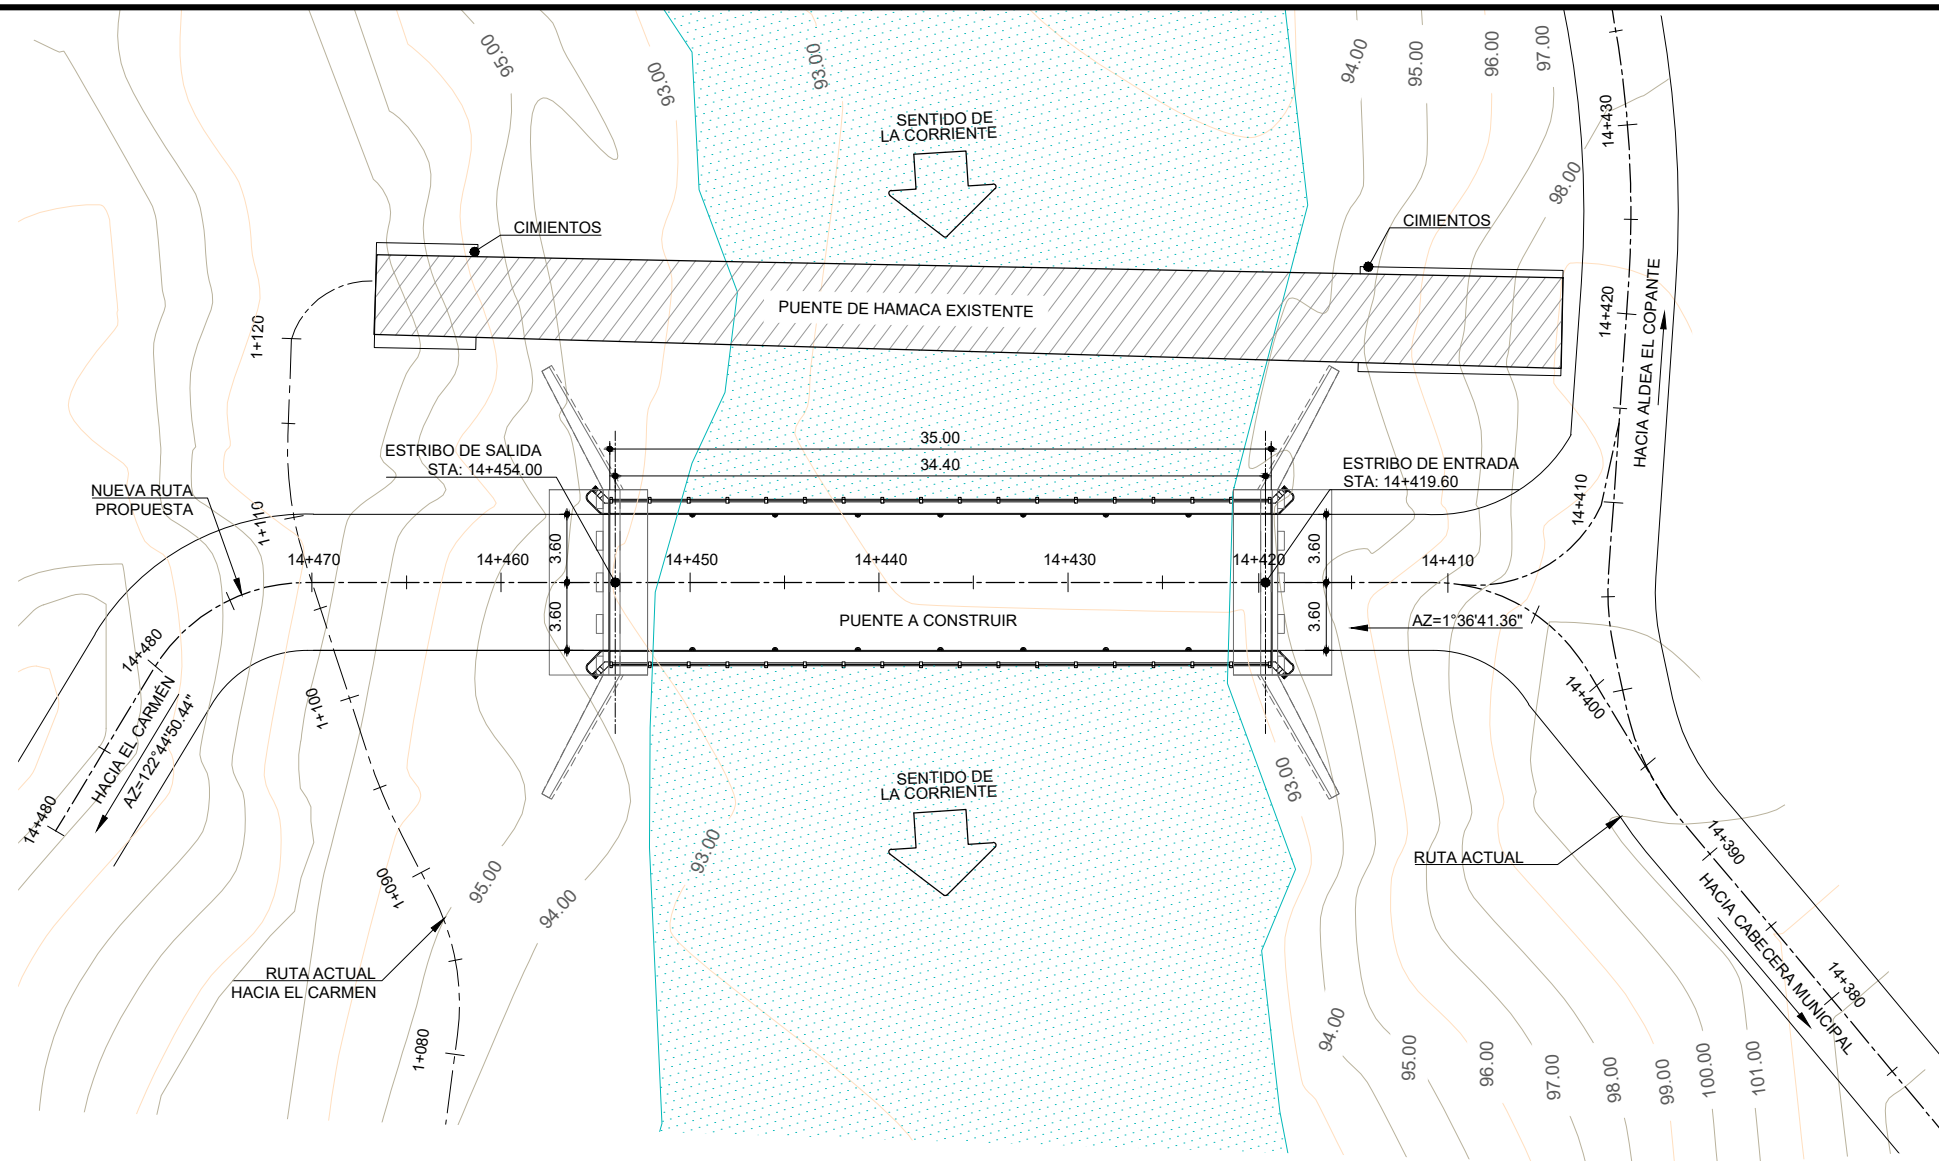 95.00
93.00
93.00
94.00
95.00
96.00
97.00
SENTIDO DE
LA CORRIENTE
14+430
98.00
CIMIENTOS
CIMIENTOS
PUENTE DE HAMACA EXISTENTE
1+120
14+420
HACIA ALDEA EL COPANTE
35.00
34.40
ESTRIBO DE SALIDA
STA: 14+454.00
ESTRIBO DE ENTRADA
STA: 14+419.60
NUEVA RUTA
PROPUESTA
1+110
14+410
3.60
3.60
14+470
14+460
14+450
14+440
14+430
14+420
14+410
3.60
3.60
PUENTE A CONSTRUIR
AZ=1°36'41.36"
14+480
HACIA EL CARMÉN
AZ=122°44'50.44"
14+480
1+100
14+400
SENTIDO DE
LA CORRIENTE
93.00
93.00
RUTA ACTUAL
14+390
HACIA CABECERA MUNICIPAL
14+380
1+090
95.00
94.00
RUTA ACTUAL
HACIA EL CARMEN
1+080
94.00
95.00
96.00
97.00
98.00
99.00
100.00
101.00